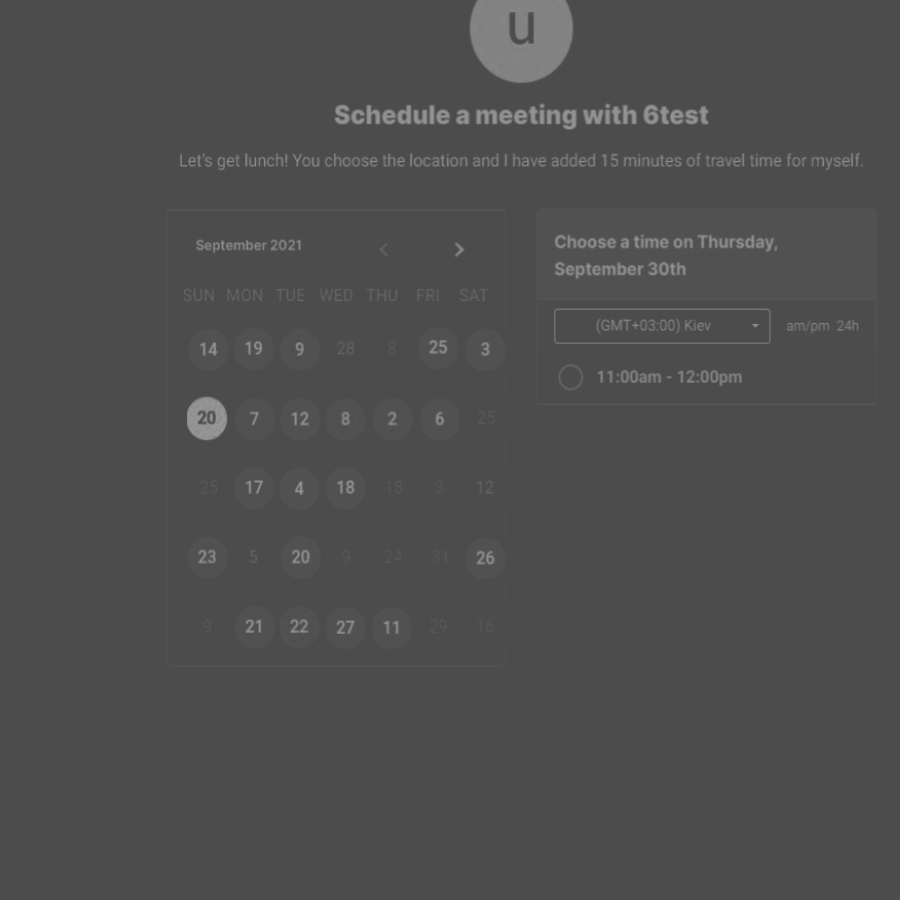 u
Schedule a meeting with 6test
Let's get lunch! You choose the location and I have added 15 minutes of travel time for myself.
September 2021
SUN MON TUE WED THU FRI SAT
14 19 9 28 8 25 3
20 7 12 8 2 6 25
25 17 4 18 18 3 12
23 5 20 9 24 31 26
9 21 22 27 11 29 16
Choose a time on Thursday,
September 30th
(GMT+03:00) Kiev am/pm 24h
11:00am - 12:00pm